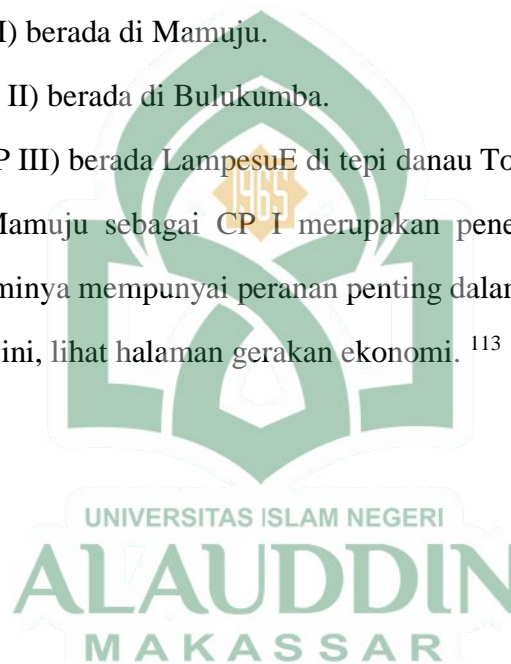 I) berada di Mamuju.
II) berada di Bulukumba.
P III) berada LampesuE di tepi danau To
Mamuju sebagai CP I merupakan pene
minya mempunyai peranan penting dalam
ini, lihat halaman gerakan ekonomi. 113
1965
UNIVERSITAS ISLAM NEGERI
ALAUDDIN
MAKASSAR